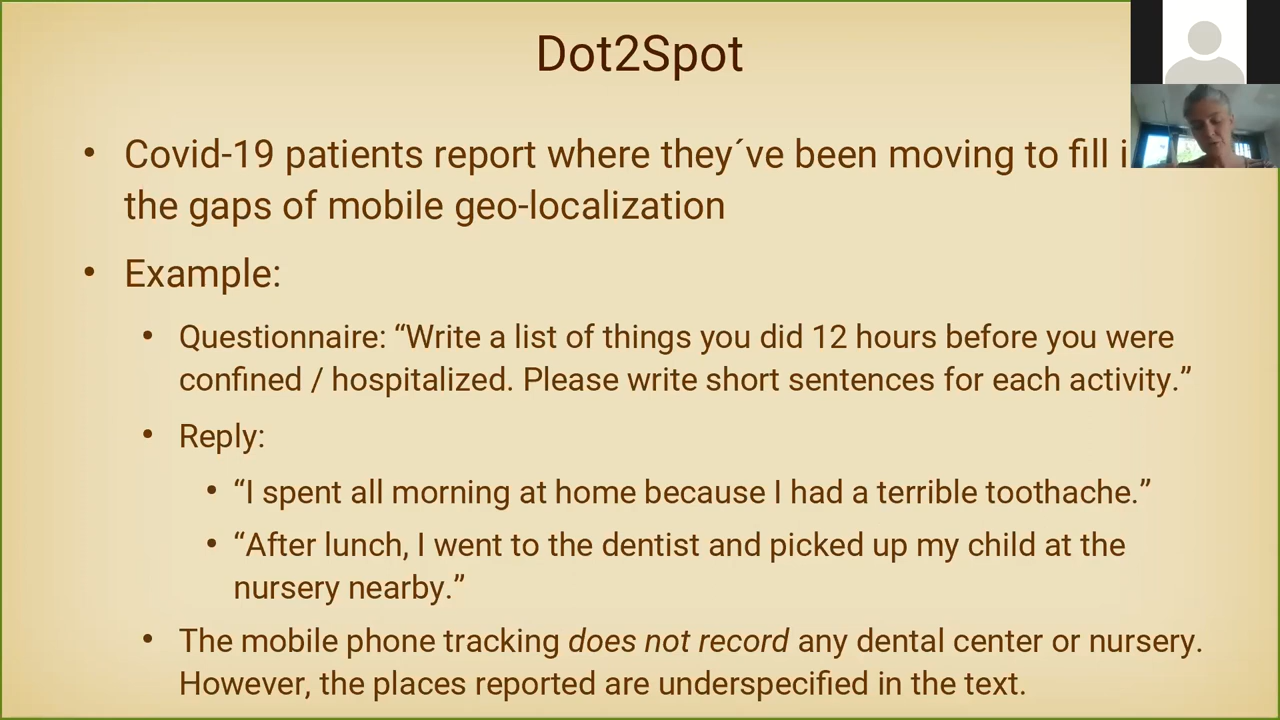 Dot2Spot
• Covid-19 patients report where they´ve been moving to fill
the gaps of mobile geo-localization
• Example:
• Questionnaire: “Write a list of things you did 12 hours before you were
confined / hospitalized. Please write short sentences for each activity.”
• Reply:
• “I spent all morning at home because I had a terrible toothache.”
• “After lunch, I went to the dentist and picked up my child at the
nursery nearby.”
• The mobile phone tracking does not record any dental center or nursery.
However, the places reported are underspecified in the text.